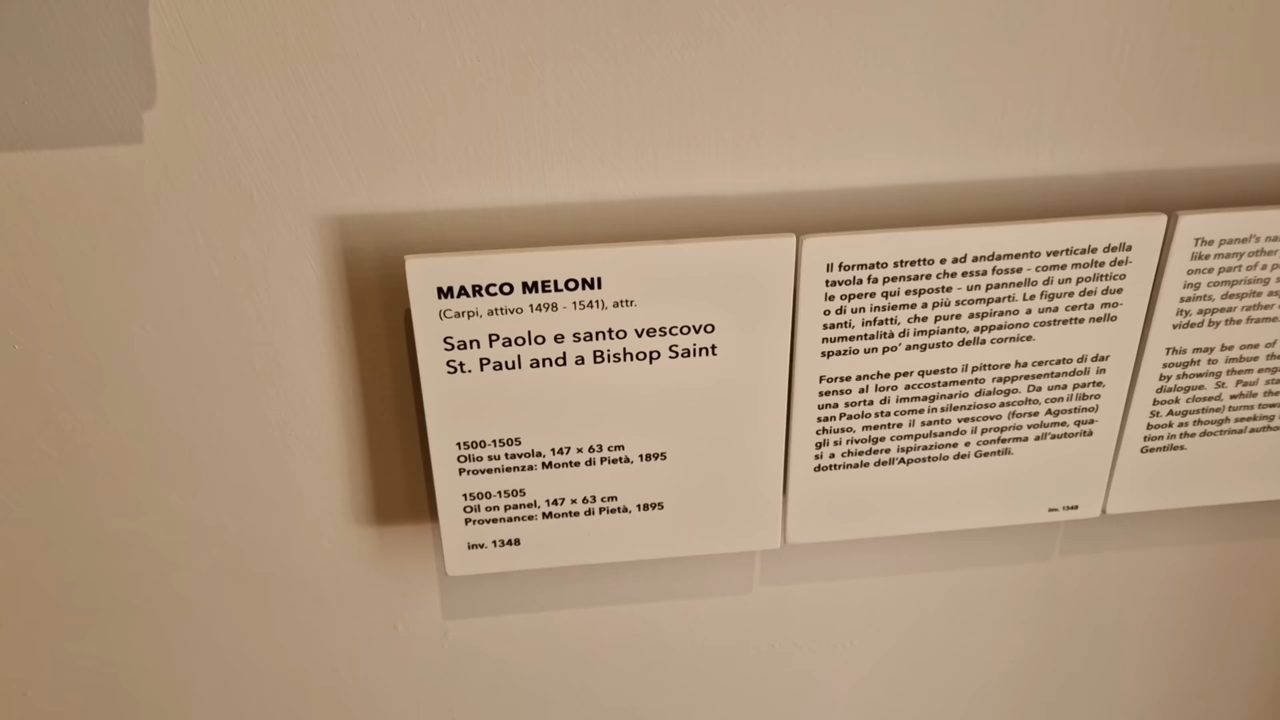 MARCO MELONI
(Carpi, attivo 1498 - 1541), attr.
San Paolo e santo vescovo
St. Paul and a Bishop Saint
1500-1505
Olio su tavola, 147 × 63 cm
Provenienza: Monte di Pietà, 1895
1500-1505
Oil on panel, 147 × 63 cm
Provenance: Monte di Pietà, 1895
inv. 1348
Il formato stretto e ad andamento verticale della
tavola fa pensare che essa fosse - come molte del-
le opere qui esposte - un pannello di un polittico
o di un insieme a più scomparti. Le figure dei due
santi, infatti, che pure aspirano a una certa mo-
numentalità di impianto, appaiono costrette nello
spazio un po' angusto della cornice.
Forse anche per questo il pittore ha cercato di dar
senso al loro accostamento rappresentandoli in
una sorta di immaginario dialogo. Da una parte,
san Paolo sta come in silenzioso ascolto, con il libro
chiuso, mentre il santo vescovo (forse Agostino)
gli si rivolge compulsando il proprio volume, qua-
si a chiedere ispirazione e conferma all'autorità
dottrinale dell'Apostolo dei Gentili.
inv. 1348
The panel's na
like many other
once part of a p
ing comprising s
saints, despite as
ity, appear rather
vided by the frame.
This may be one of
sought to imbue the
by showing them eng
dialogue. St. Paul sta
book closed, while the
St. Augustine) turns tow
book as though seeking
tion in the doctrinal autho
Gentiles.